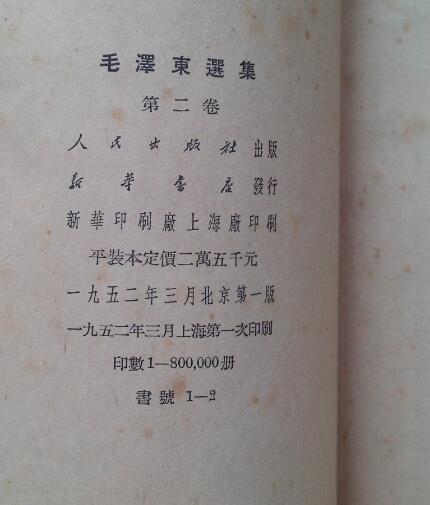 毛澤東選集
第二卷
人民出版社 出版
新華書店 發行
新華印刷廠上海廠印刷
平裝本定價二萬五千元
一九五二年三月北京第一版
一九五二年三月上海第一次印刷
印數1—800,000册
書號 1—2